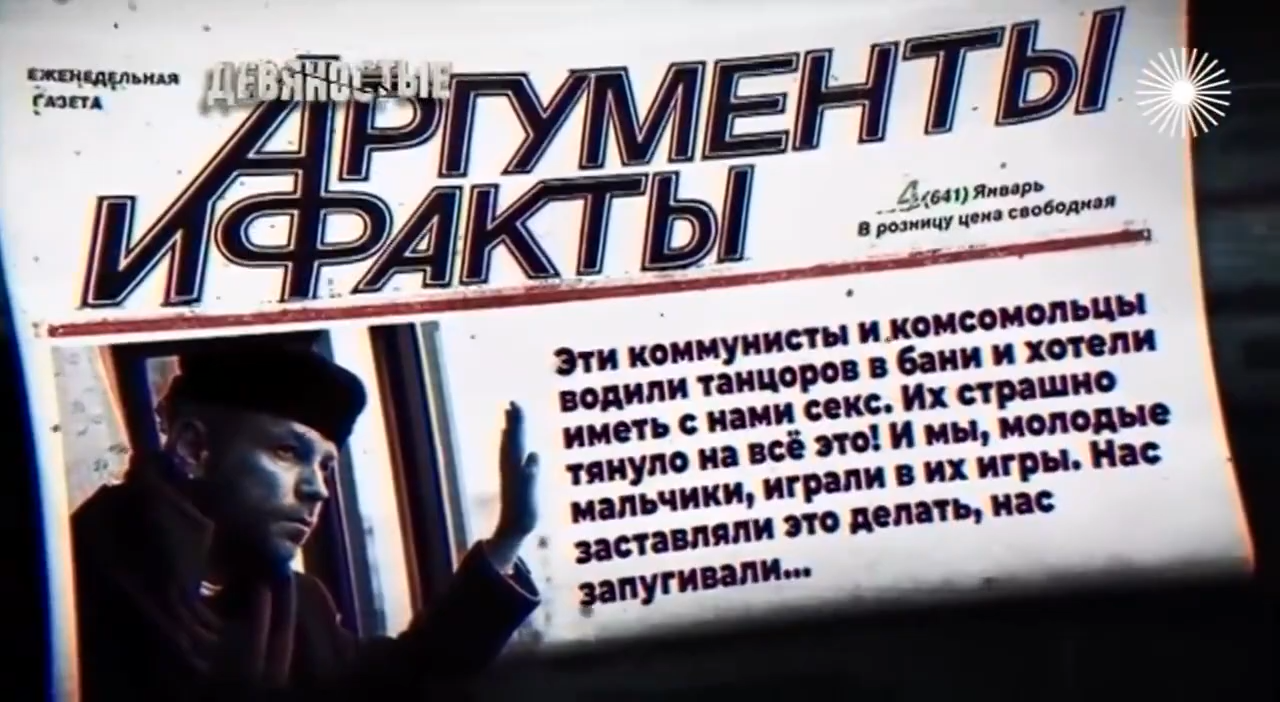 ЕЖЕНЕДЕЛЬНАЯ
ГАЗЕТА
ДЕВЯНОСТЫЕ
АРГУМЕНТЫ
И ФАКТЫ
4 (641) Январь
В розницу цена свободная
Эти коммунисты и комсомольцы
водили танцоров в бани и хотели
иметь с нами секс. Их страшно
тянуло на всё это! И мы, молодые
мальчики, играли в их игры. Нас
заставляли это делать, нас
запугивали...